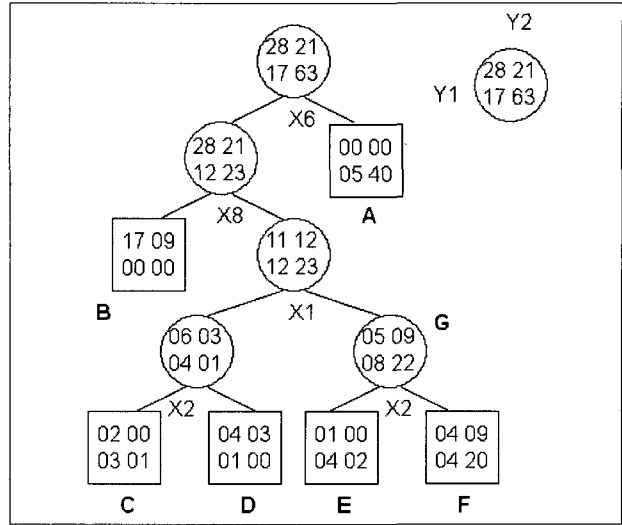 Y2
28 21
17 63
Y1
28 21
17 63
X6
28 21
12 23
00 00
05 40
A
X8
17 09
00 00
B
11 12
12 23
X1
G
06 03
04 01
05 09
08 22
X2
X2
02 00
03 01
04 03
01 00
01 00
04 02
04 09
04 20
C
D
E
F